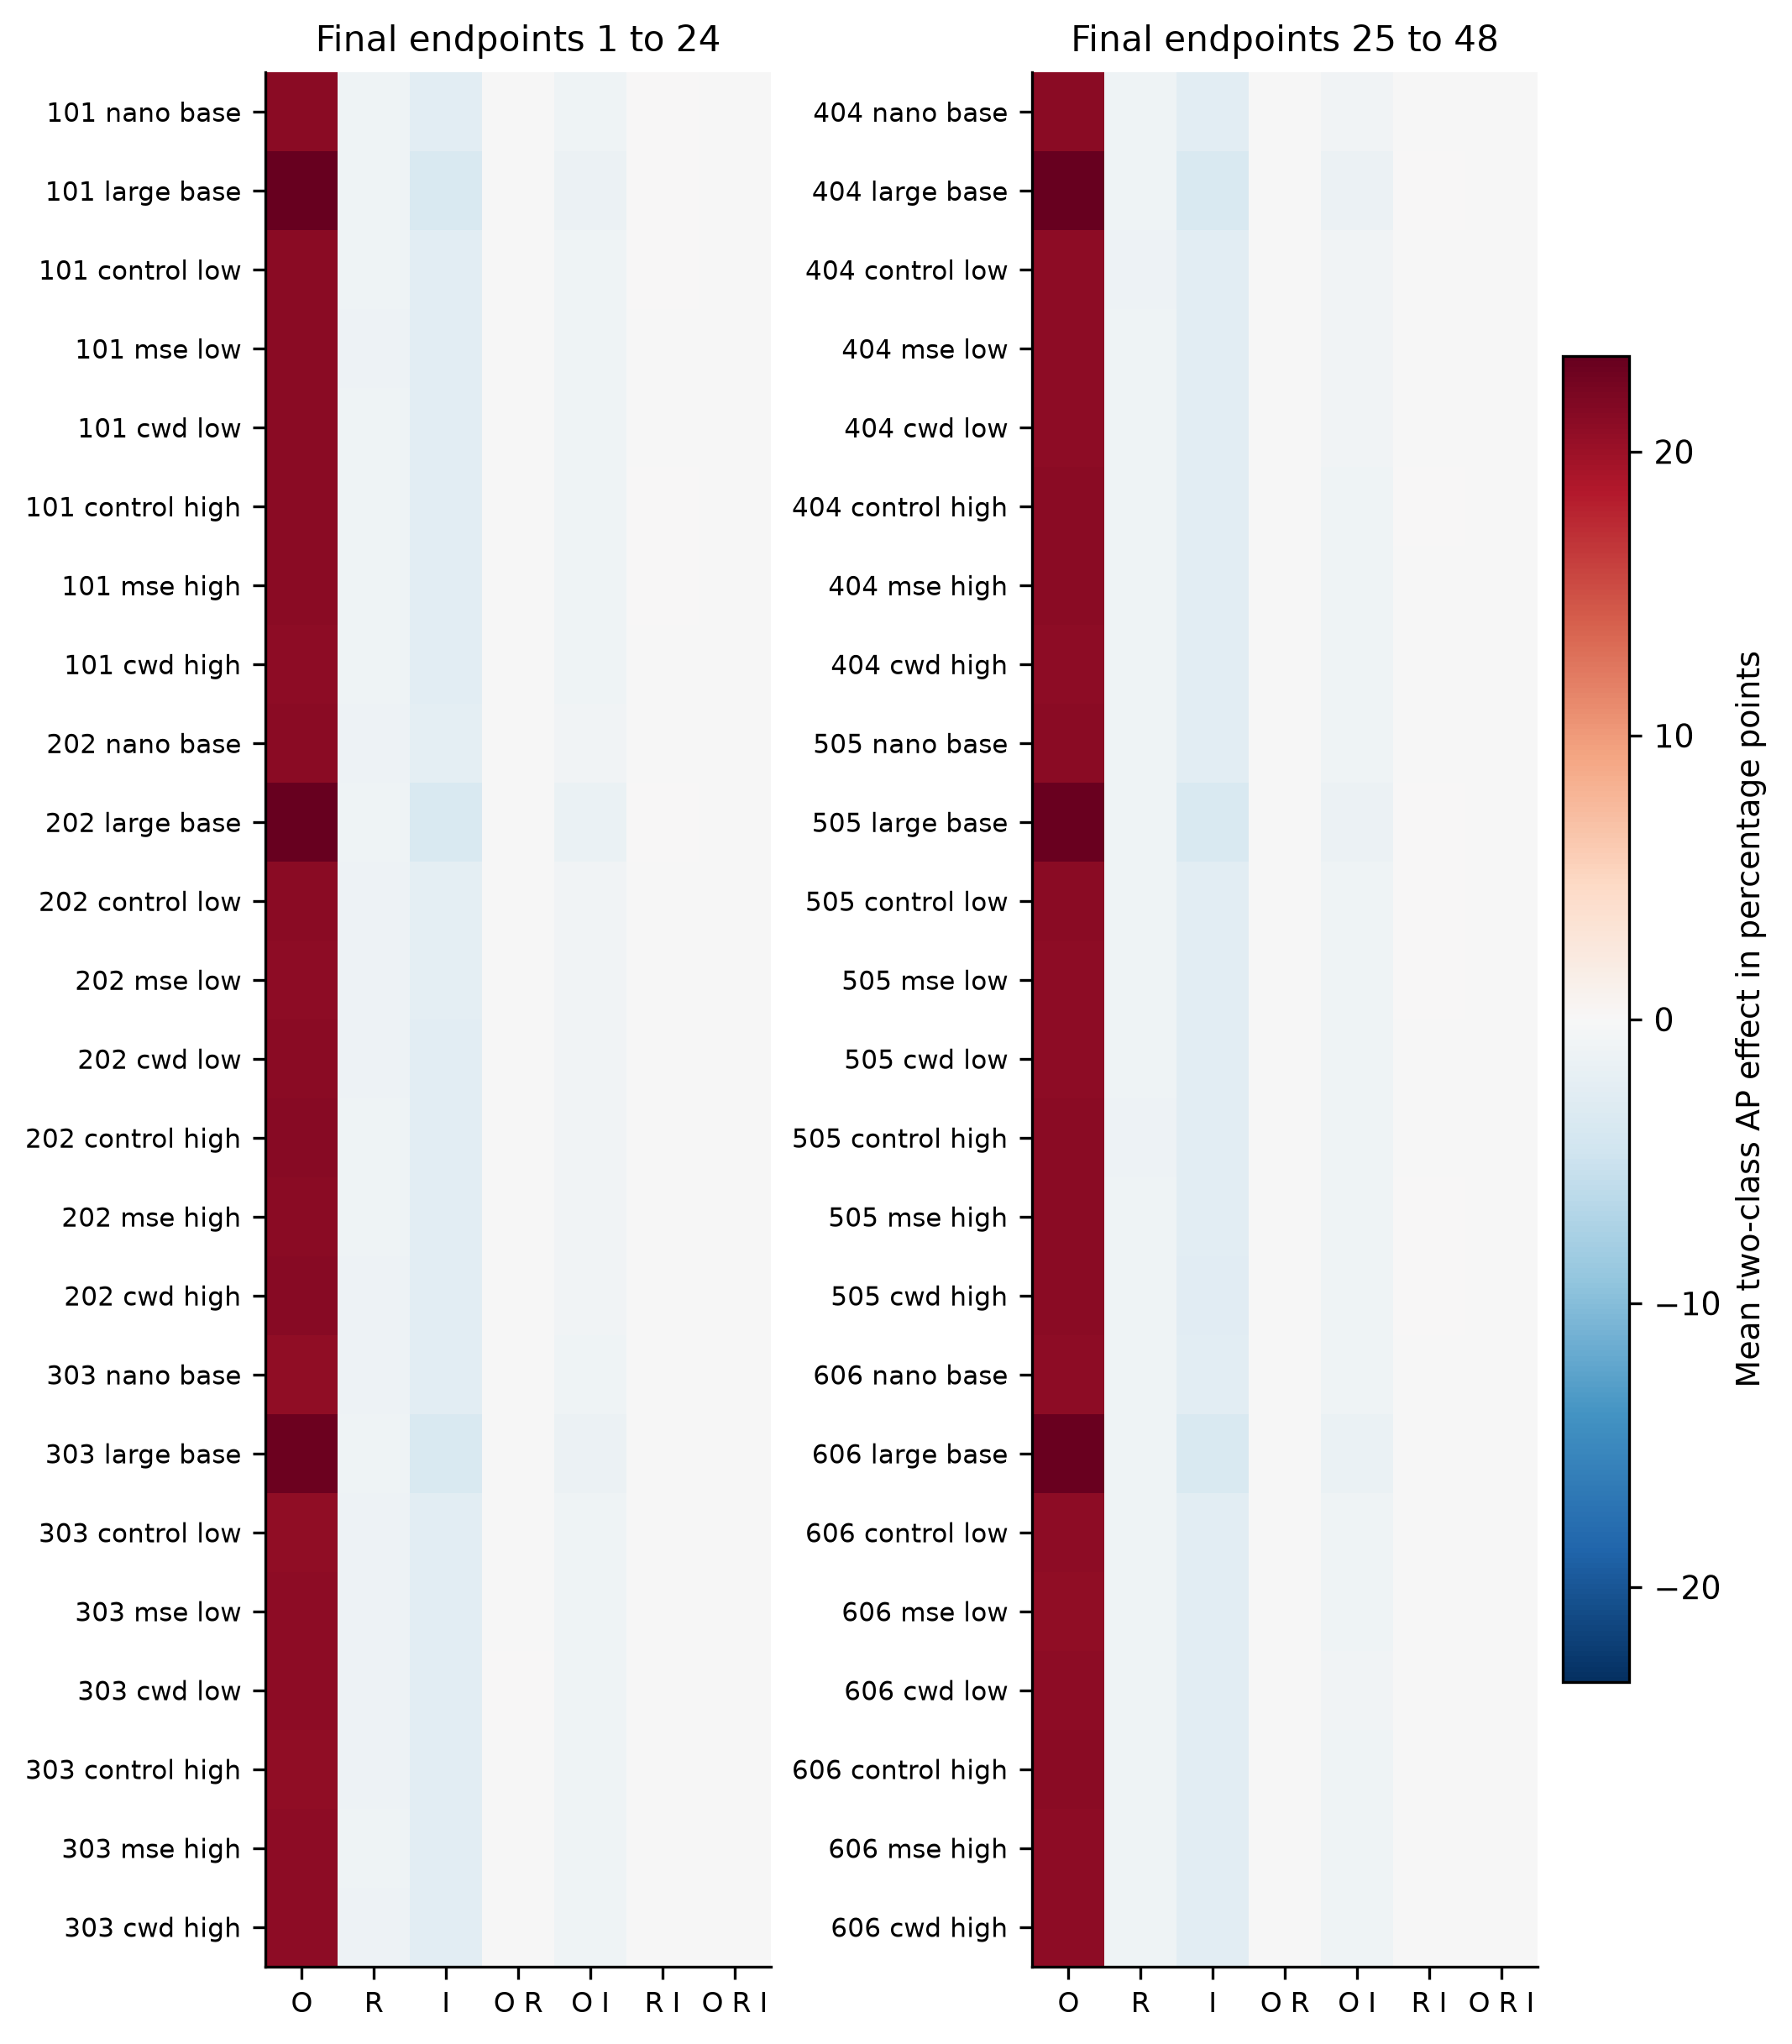 Final endpoints 1 to 24
101 nano base
101 large base
101 control low
101 mse low
101 cwd low
101 control high
101 mse high
101 cwd high
202 nano base
202 large base
202 control low
202 mse low
202 cwd low
202 control high
202 mse high
202 cwd high
303 nano base
303 large base
303 control low
303 mse low
303 cwd low
303 control high
303 mse high
303 cwd high
O R I O R O I R I O R I
Final endpoints 25 to 48
404 nano base
404 large base
404 control low
404 mse low
404 cwd low
404 control high
404 mse high
404 cwd high
505 nano base
505 large base
505 control low
505 mse low
505 cwd low
505 control high
505 mse high
505 cwd high
606 nano base
606 large base
606 control low
606 mse low
606 cwd low
606 control high
606 mse high
606 cwd high
O R I O R O I R I O R I
20
10
0
−10
−20
Mean two-class AP effect in percentage points